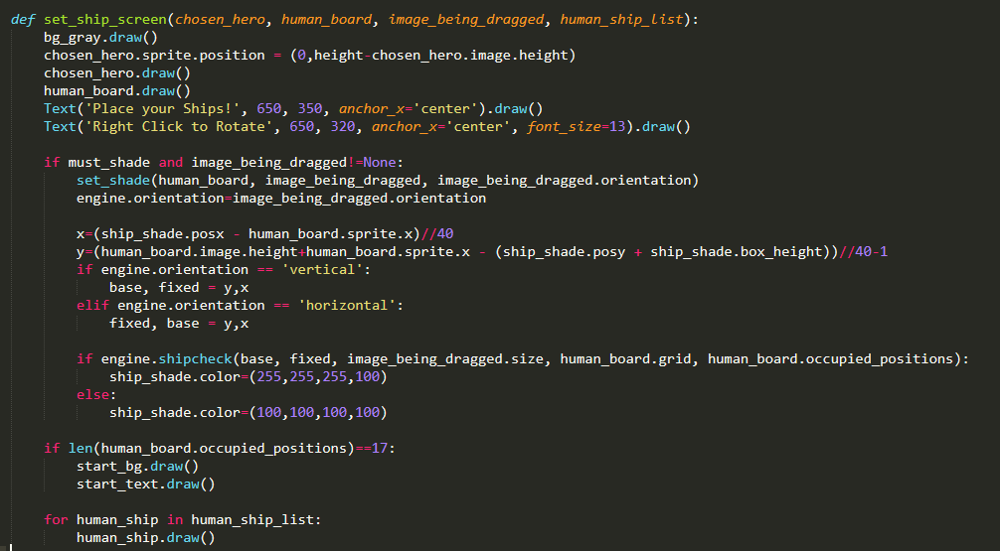 def set_ship_screen(chosen_hero, human_board, image_being_dragged, human_ship_list):
    bg_gray.draw()
    chosen_hero.sprite.position = (0,height-chosen_hero.image.height)
    chosen_hero.draw()
    human_board.draw()
    Text('Place your Ships!', 650, 350, anchor_x='center').draw()
    Text('Right Click to Rotate', 650, 320, anchor_x='center', font_size=13).draw()

    if must_shade and image_being_dragged!=None:
        set_shade(human_board, image_being_dragged, image_being_dragged.orientation)
        engine.orientation=image_being_dragged.orientation

        x=(ship_shade.posx - human_board.sprite.x)//40
        y=(human_board.image.height+human_board.sprite.x - (ship_shade.posy + ship_shade.box_height))//40-1
        if engine.orientation == 'vertical':
            base, fixed = y,x
        elif engine.orientation == 'horizontal':
            fixed, base = y,x

        if engine.shipcheck(base, fixed, image_being_dragged.size, human_board.grid, human_board.occupied_positions):
            ship_shade.color=(255,255,255,100)
        else:
            ship_shade.color=(100,100,100,100)

    if len(human_board.occupied_positions)==17:
        start_bg.draw()
        start_text.draw()

    for human_ship in human_ship_list:
        human_ship.draw()